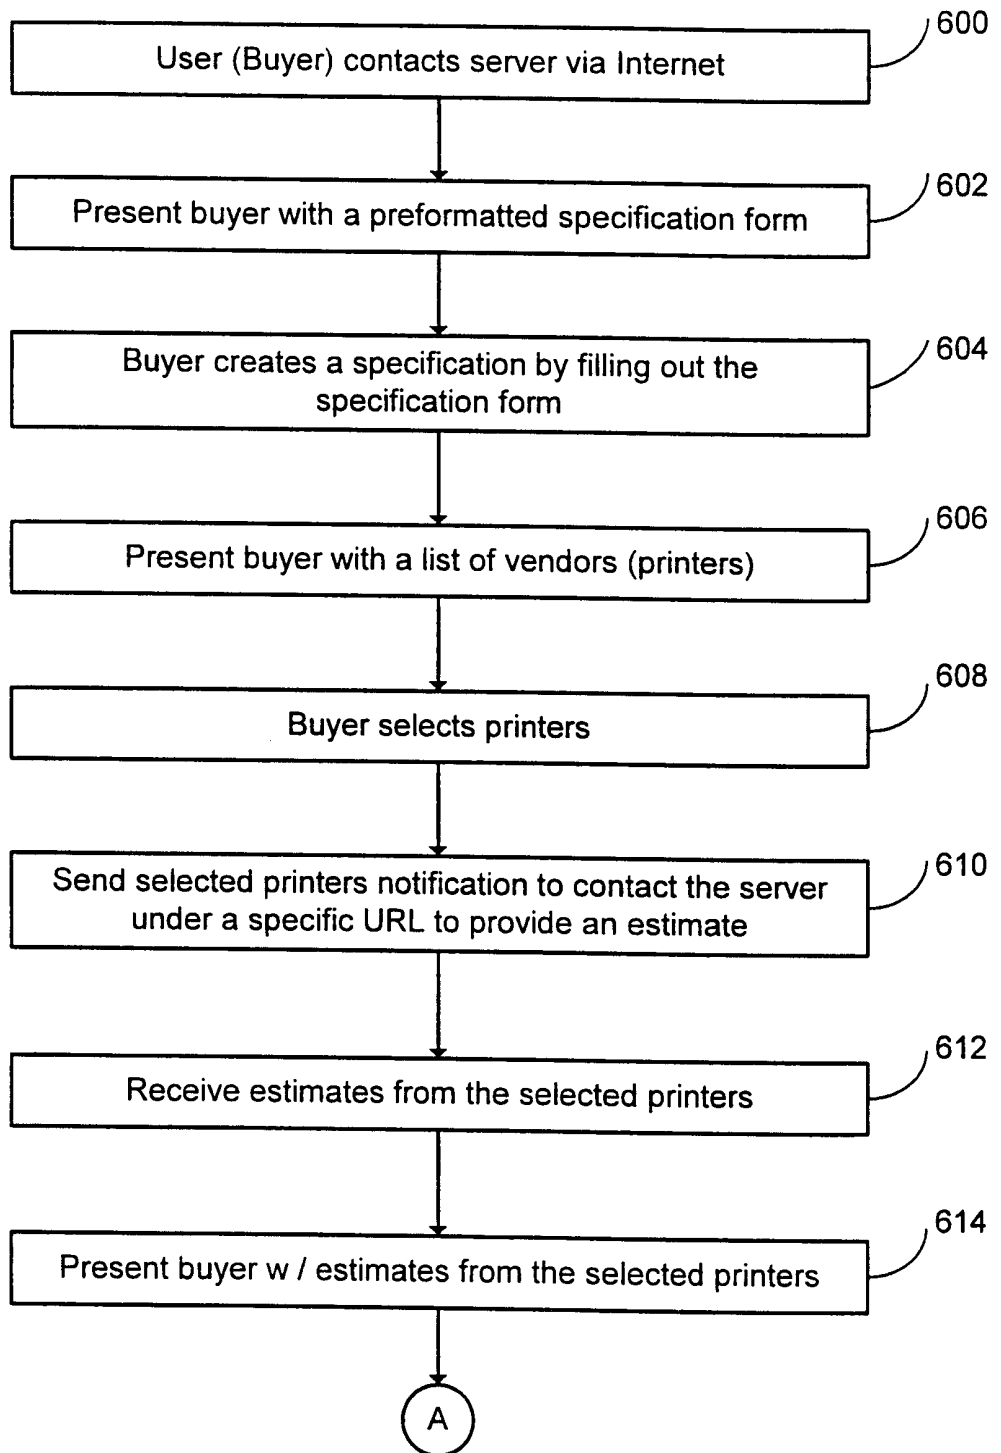 600
User (Buyer) contacts server via Internet
602
Present buyer with a preformatted specification form
604
Buyer creates a specification by filling out the
specification form
606
Present buyer with a list of vendors (printers)
608
Buyer selects printers
610
Send selected printers notification to contact the server
under a specific URL to provide an estimate
612
Receive estimates from the selected printers
614
Present buyer w / estimates from the selected printers
A